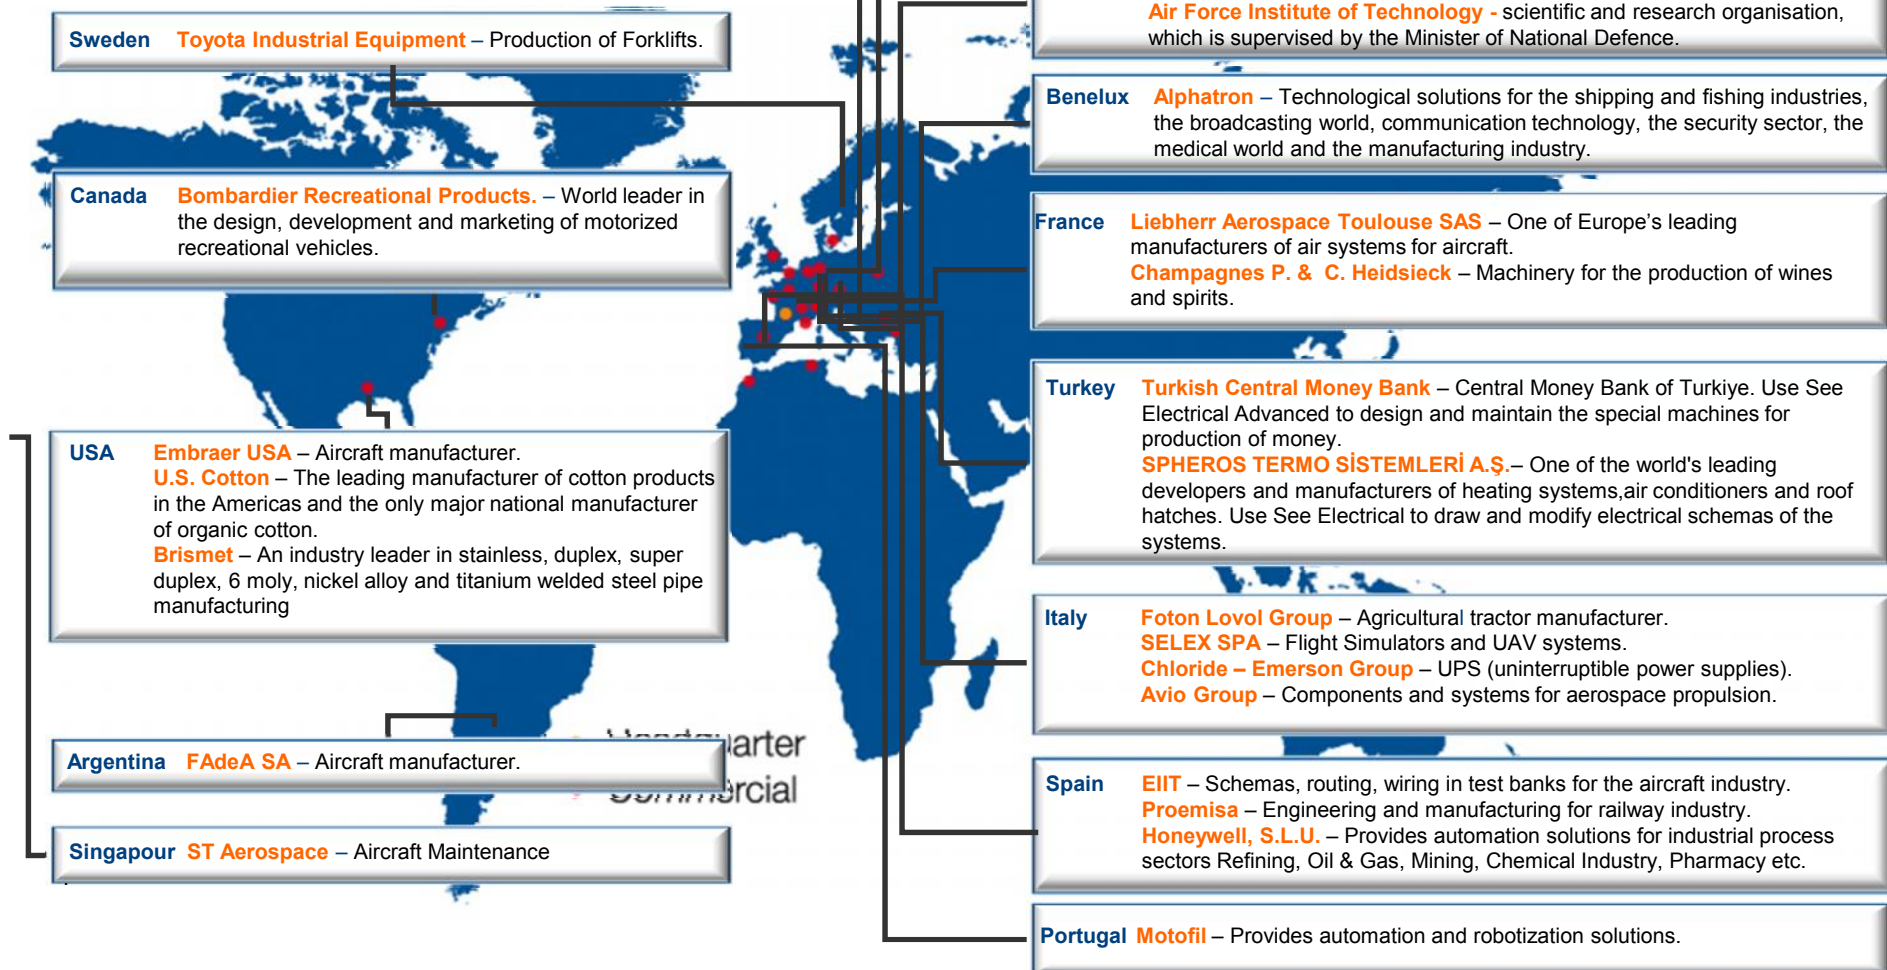 Sweden Toyota Industrial Equipment – Production of Forklifts.
Canada Bombardier Recreational Products. – World leader in
the design, development and marketing of motorized
recreational vehicles.
USA Embraer USA – Aircraft manufacturer.
U.S. Cotton – The leading manufacturer of cotton products
in the Americas and the only major national manufacturer
of organic cotton.
Brismet – An industry leader in stainless, duplex, super
duplex, 6 moly, nickel alloy and titanium welded steel pipe
manufacturing
Argentina FAdeA SA – Aircraft manufacturer.
Singapour ST Aerospace – Aircraft Maintenance
Air Force Institute of Technology - scientific and research organisation,
which is supervised by the Minister of National Defence.
Benelux Alphatron – Technological solutions for the shipping and fishing industries,
the broadcasting world, communication technology, the security sector, the
medical world and the manufacturing industry.
France Liebherr Aerospace Toulouse SAS – One of Europe’s leading
manufacturers of air systems for aircraft.
Champagnes P. & C. Heidsieck – Machinery for the production of wines
and spirits.
Turkey Turkish Central Money Bank – Central Money Bank of Turkiye. Use See
Electrical Advanced to design and maintain the special machines for
production of money.
SPHEROS TERMO SİSTEMLERİ A.Ş.– One of the world's leading
developers and manufacturers of heating systems,air conditioners and roof
hatches. Use See Electrical to draw and modify electrical schemas of the
systems.
Italy Foton Lovol Group – Agricultural tractor manufacturer.
SELEX SPA – Flight Simulators and UAV systems.
Chloride – Emerson Group – UPS (uninterruptible power supplies).
Avio Group – Components and systems for aerospace propulsion.
Spain EIIT – Schemas, routing, wiring in test banks for the aircraft industry.
Proemisa – Engineering and manufacturing for railway industry.
Honeywell, S.L.U. – Provides automation solutions for industrial process
sectors Refining, Oil & Gas, Mining, Chemical Industry, Pharmacy etc.
Portugal Motofil – Provides automation and robotization solutions.
Headquarter
Commercial